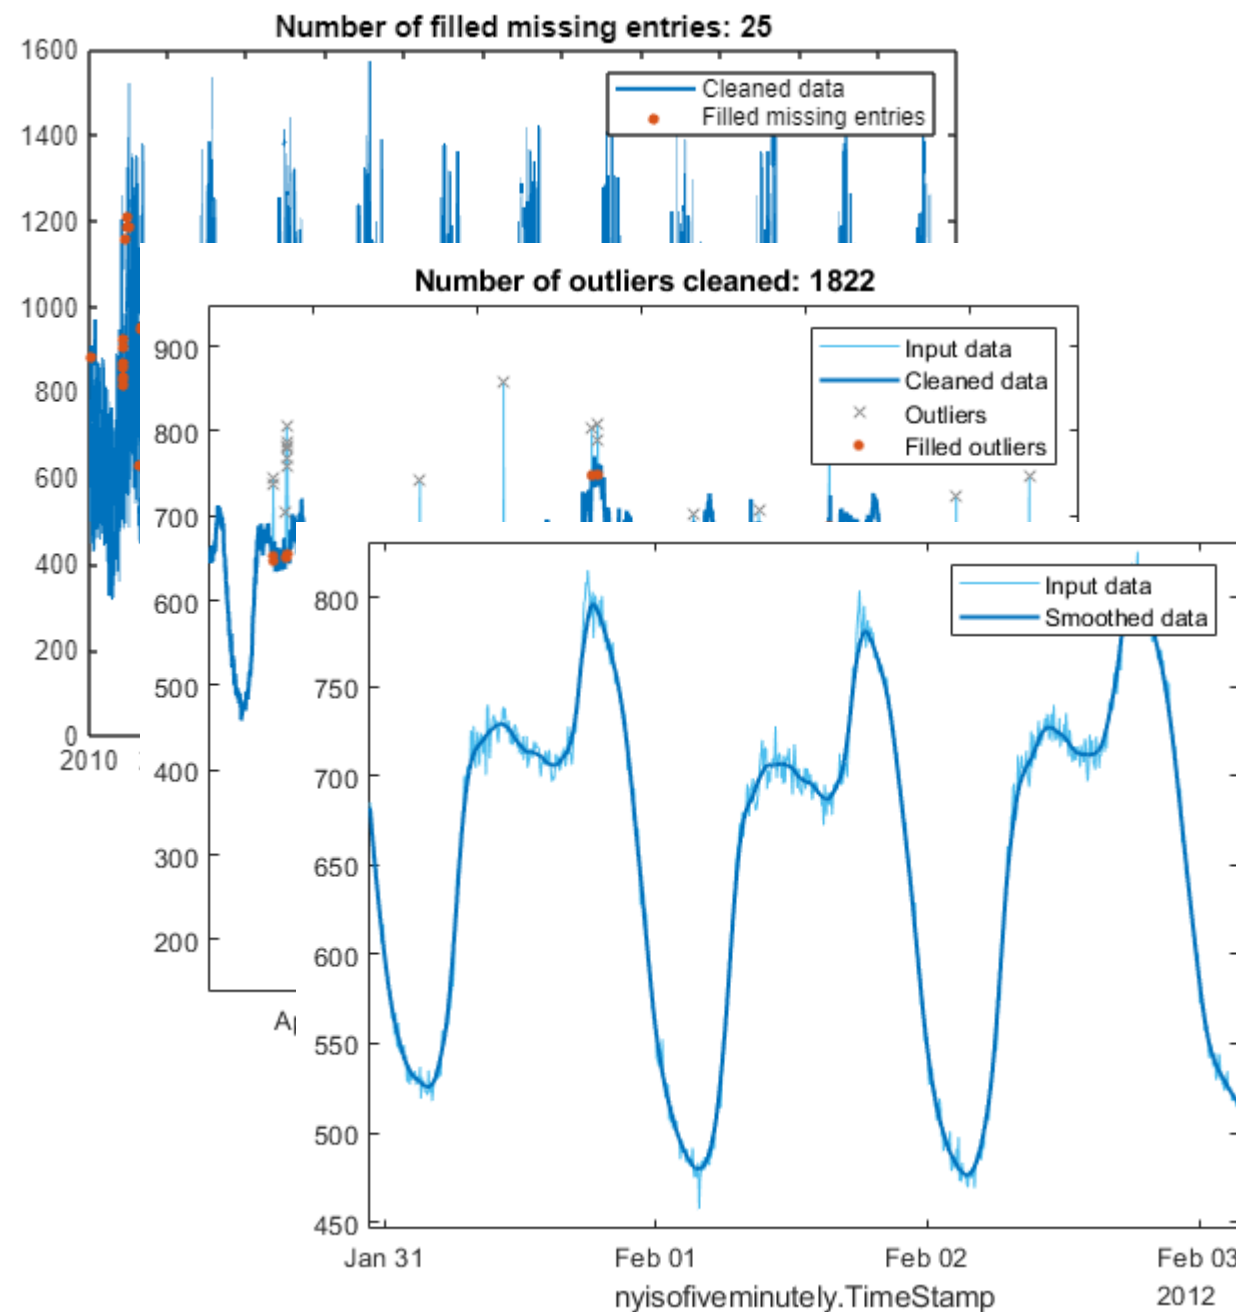 Number of filled missing entries: 25
1600
1400
1200
1000
800
600
400
200
0
2010
Cleaned data
Filled missing entries
Number of outliers cleaned: 1822
900
800
700
600
500
400
300
200
Input data
Cleaned data
Outliers
Filled outliers
800
750
700
650
600
550
500
450
Input data
Smoothed data
Jan 31
Feb 01
Feb 02
Feb 03
nyisofiveminutely.TimeStamp
2012